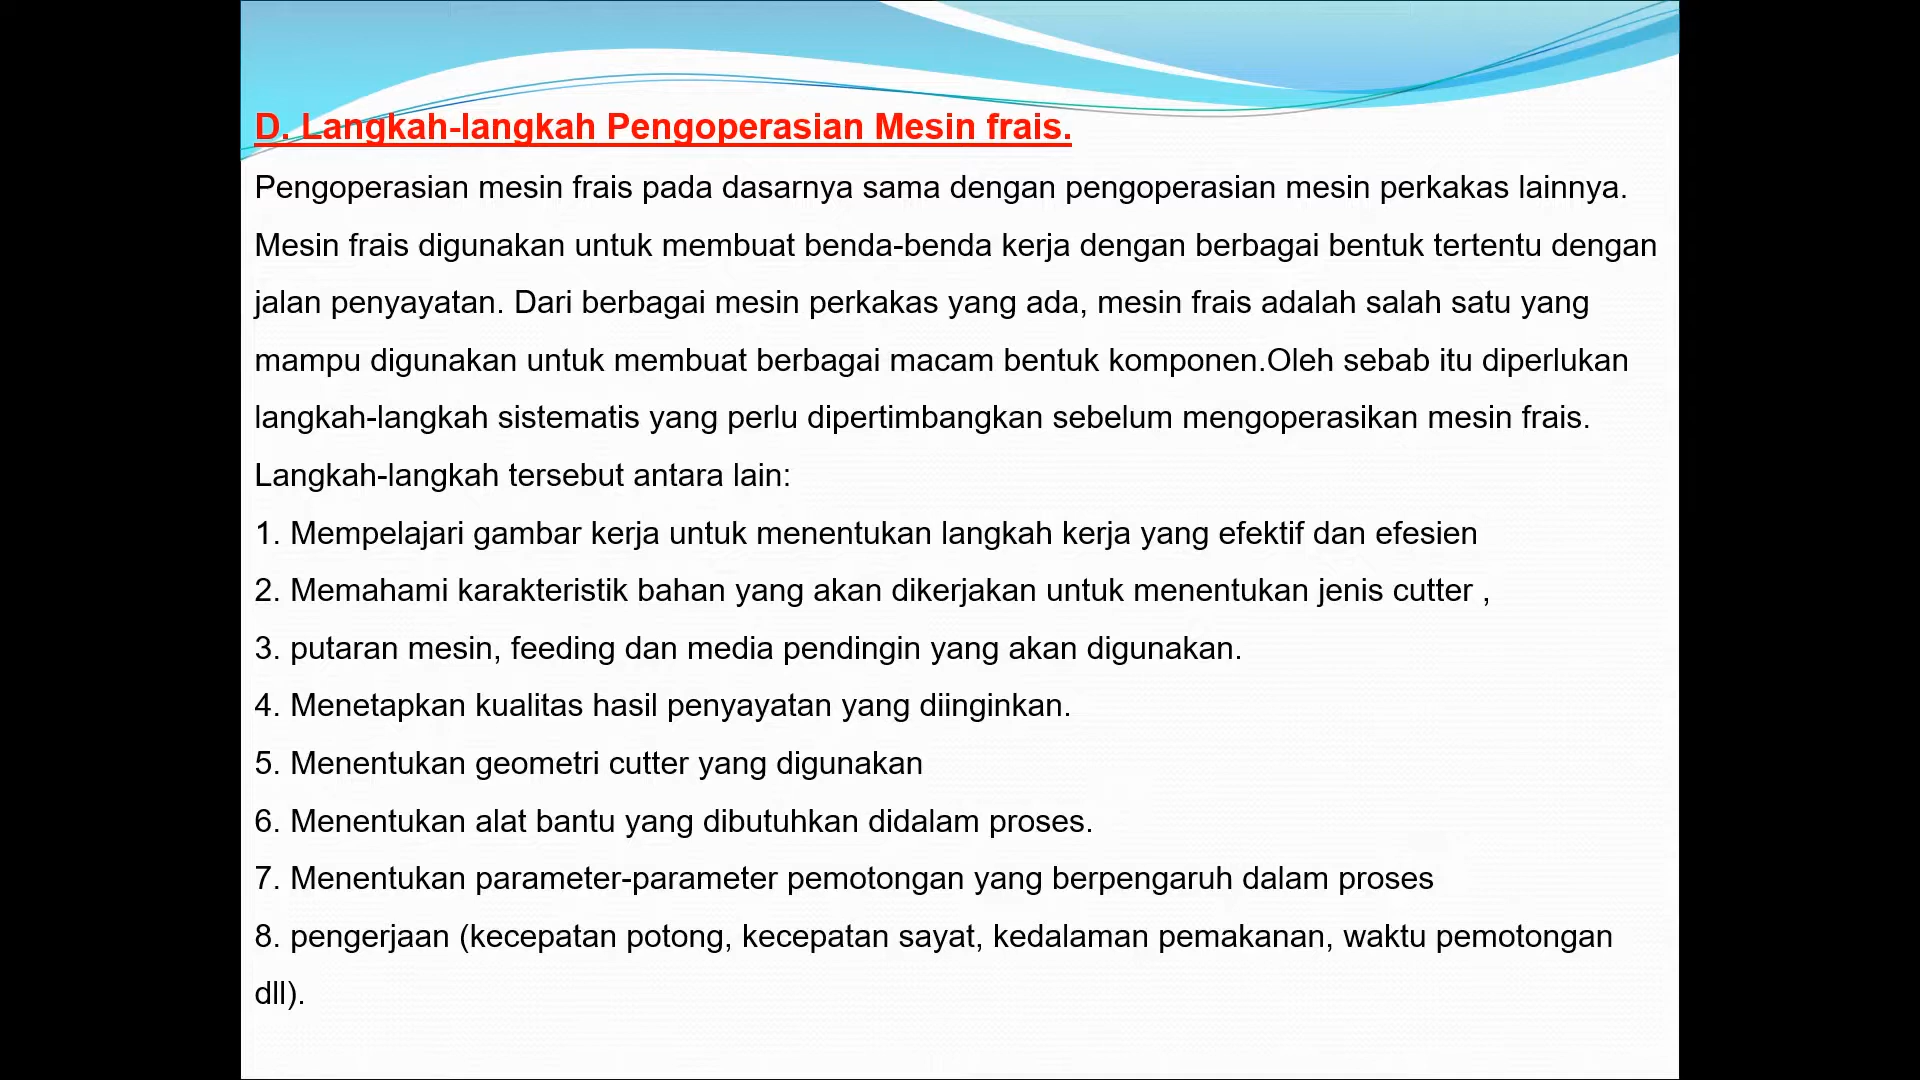 D. Langkah-langkah Pengoperasian Mesin frais.
Pengoperasian mesin frais pada dasarnya sama dengan pengoperasian mesin perkakas lainnya.
Mesin frais digunakan untuk membuat benda-benda kerja dengan berbagai bentuk tertentu dengan
jalan penyayatan. Dari berbagai mesin perkakas yang ada, mesin frais adalah salah satu yang
mampu digunakan untuk membuat berbagai macam bentuk komponen.Oleh sebab itu diperlukan
langkah-langkah sistematis yang perlu dipertimbangkan sebelum mengoperasikan mesin frais.
Langkah-langkah tersebut antara lain:
1. Mempelajari gambar kerja untuk menentukan langkah kerja yang efektif dan efesien
2. Memahami karakteristik bahan yang akan dikerjakan untuk menentukan jenis cutter ,
3. putaran mesin, feeding dan media pendingin yang akan digunakan.
4. Menetapkan kualitas hasil penyayatan yang diinginkan.
5. Menentukan geometri cutter yang digunakan
6. Menentukan alat bantu yang dibutuhkan didalam proses.
7. Menentukan parameter-parameter pemotongan yang berpengaruh dalam proses
8. pengerjaan (kecepatan potong, kecepatan sayat, kedalaman pemakanan, waktu pemotongan
dll).